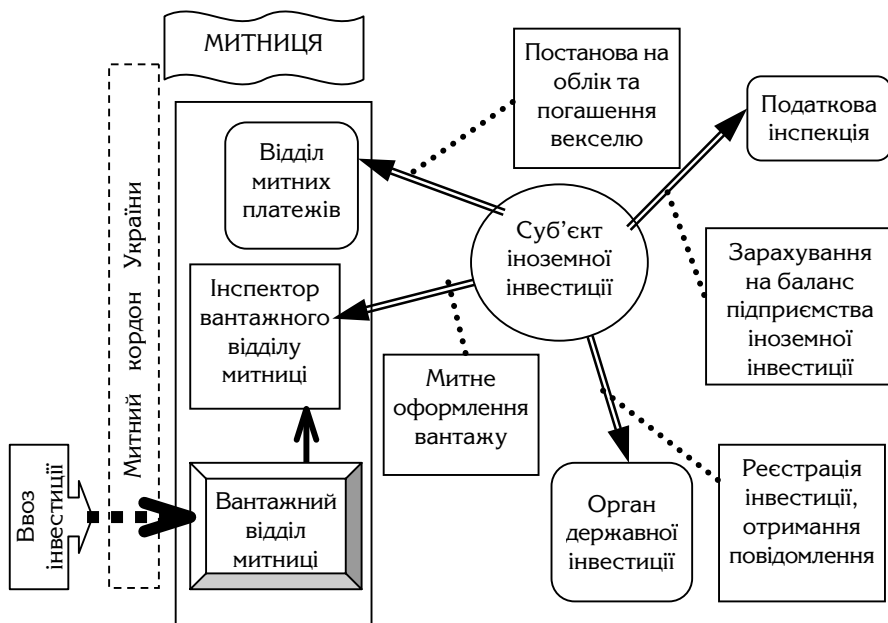 МИТНИЦЯ
Митний кордон України
Ввоз
інвестиції
Відділ
митних
платежів
Інспектор
вантажного
відділу
митниці
Вантажний
відділ
митниці
Постанова на
облік та
погашення
векселю
Податкова
інспекція
Суб’єкт
іноземної
інвестиції
Зарахування
на баланс
підприємства
іноземної
інвестиції
Митне
оформлення
вантажу
Орган
державної
інвестиції
Реєстрація
інвестиції,
отримання
повідомлення